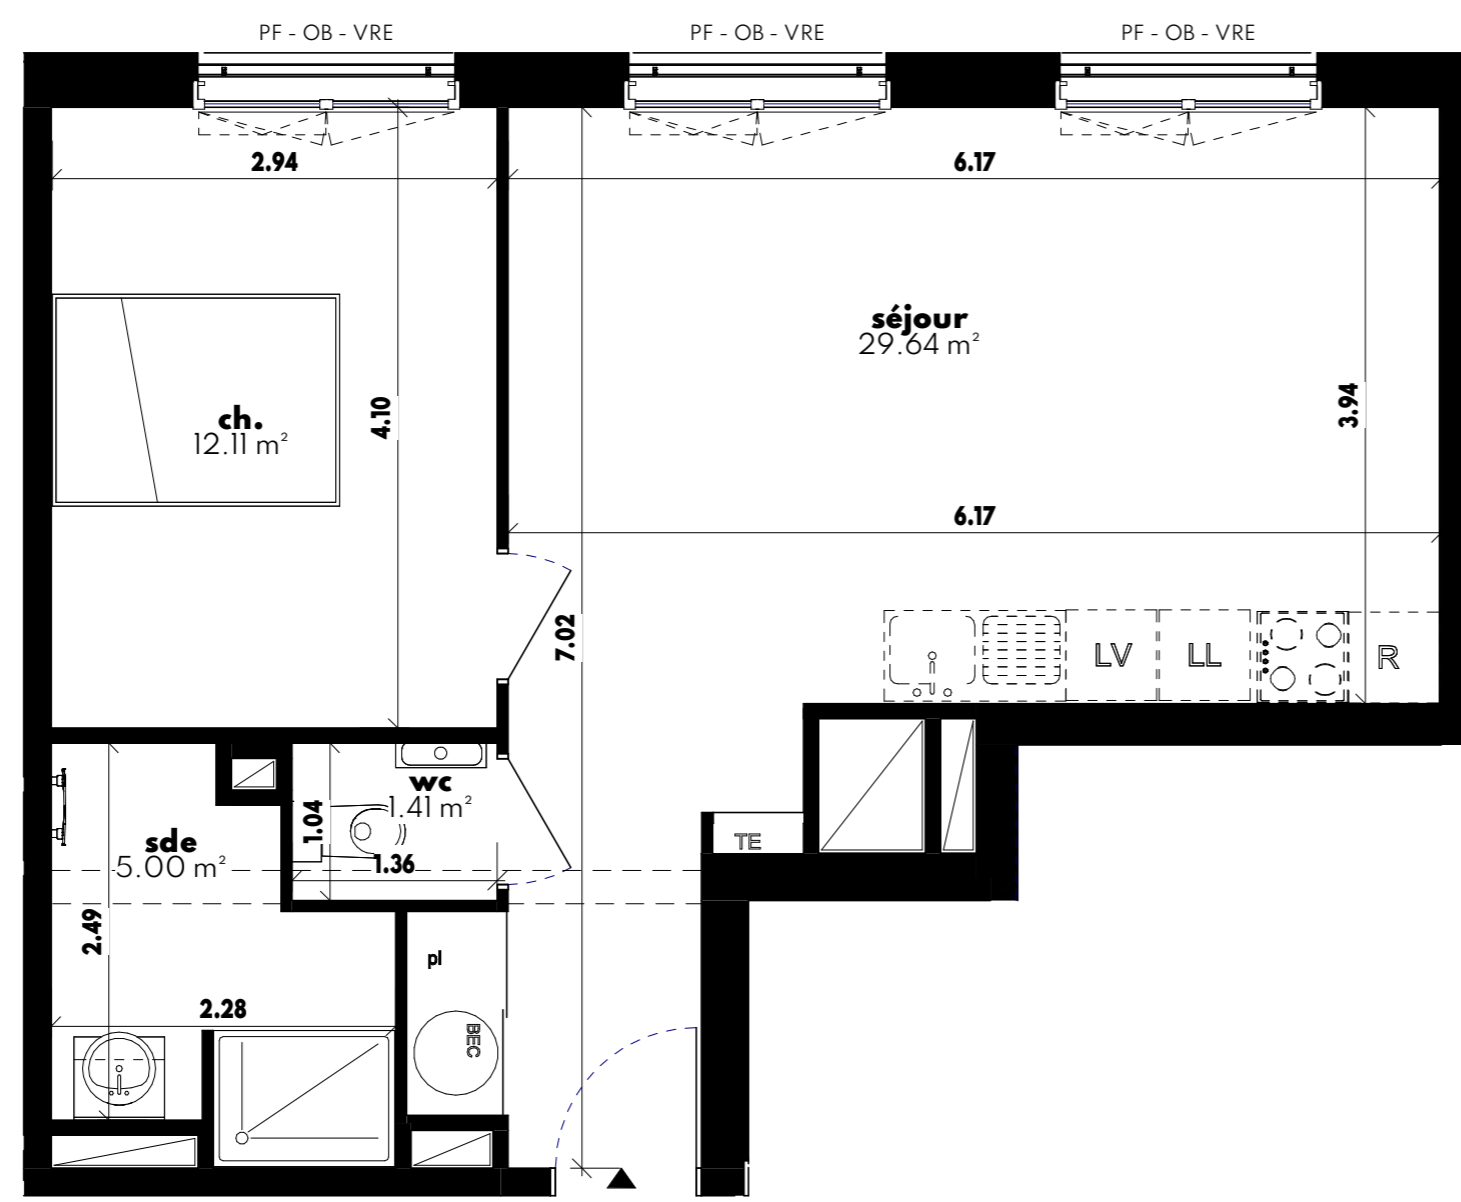 PF - OB - VRE
PF - OB - VRE
PF - OB - VRE
2.94
6.17
séjour
29.64 m²
ch.
12.11 m²
4.10
3.94
6.17
7.02
LV
LL
R
wc
1.41 m²
1.04
1.36
sde
5.00 m²
TE
2.49
pl
2.28
BEC